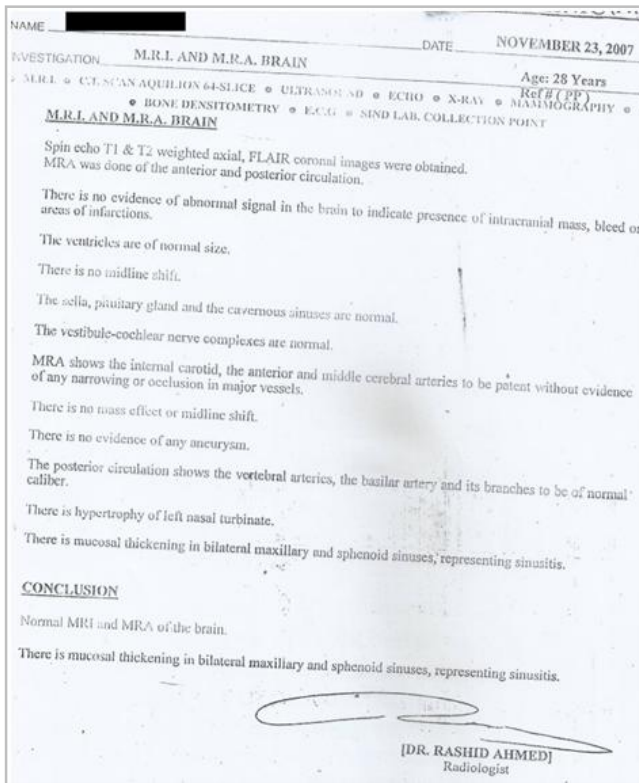 NAME
DATE NOVEMBER 23, 2007
NVESTIGATION M.R.I. AND M.R.A. BRAIN
Age: 28 Years
Ref # ( PP )
M.R.I. C.T. SCAN AQUILION 64-SLICE ULTRASOUND ECHO X-RAY MAMMOGRAPHY
BONE DENSITOMETRY E.C.G SIND LAB. COLLECTION POINT
M.R.I. AND M.R.A. BRAIN
Spin echo T1 & T2 weighted axial, FLAIR coronal images were obtained.
MRA was done of the anterior and posterior circulation.
There is no evidence of abnormal signal in the brain to indicate presence of intracranial mass, bleed or
areas of infarctions.
The ventricles are of normal size.
There is no midline shift.
The sella, pituitary gland and the cavernous sinuses are normal.
The vestibule-cochlear nerve complexes are normal.
MRA shows the internal carotid, the anterior and middle cerebral arteries to be patent without evidence
of any narrowing or occlusion in major vessels.
There is no mass effect or midline shift.
There is no evidence of any aneurysm.
The posterior circulation shows the vertebral arteries, the basilar artery and its branches to be of normal
caliber.
There is hypertrophy of left nasal turbinate.
There is mucosal thickening in bilateral maxillary and sphenoid sinuses, representing sinusitis.
CONCLUSION
Normal MRI and MRA of the brain.
There is mucosal thickening in bilateral maxillary and sphenoid sinuses, representing sinusitis.
[DR. RASHID AHMED]
Radiologist